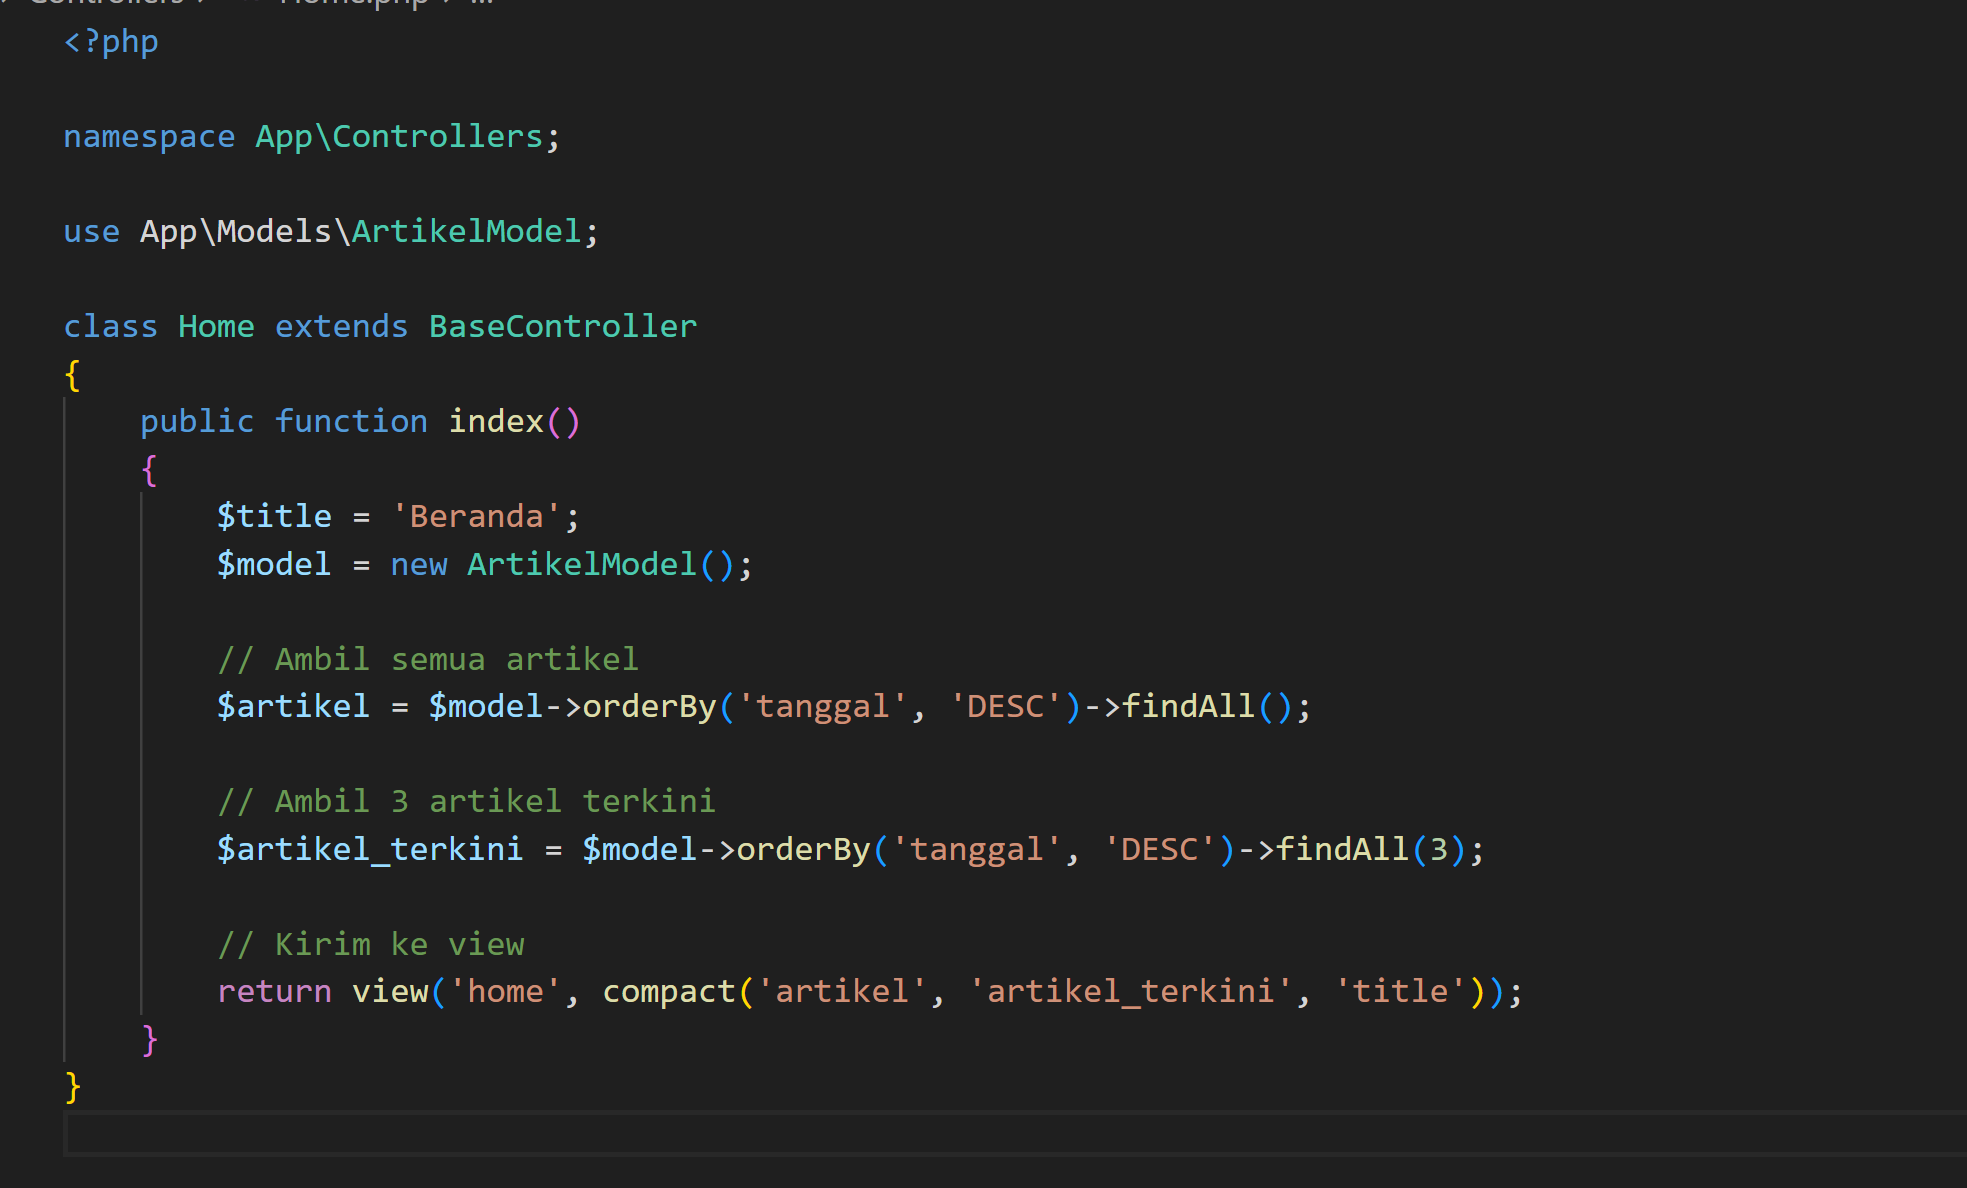 <?php
namespace App\Controllers;
use App\Models\ArtikelModel;
class Home extends BaseController
{
    public function index()
    {
        $title = 'Beranda';
        $model = new ArtikelModel();
        // Ambil semua artikel
        $artikel = $model->orderBy('tanggal', 'DESC')->findAll();
        // Ambil 3 artikel terkini
        $artikel_terkini = $model->orderBy('tanggal', 'DESC')->findAll(3);
        // Kirim ke view
        return view('home', compact('artikel', 'artikel_terkini', 'title'));
    }
}